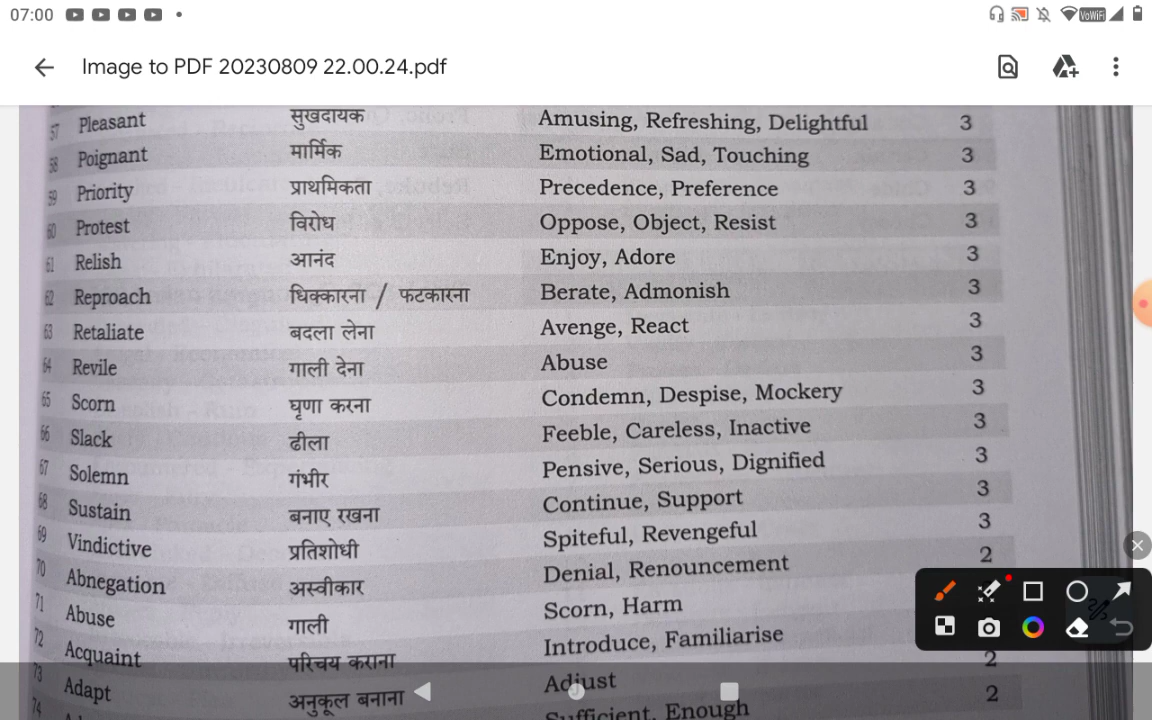 07:00
VoWiFi
Image to PDF 20230809 22.00.24.pdf
57 Pleasant सुखदायक Amusing, Refreshing, Delightful 3
58 Poignant मार्मिक Emotional, Sad, Touching 3
59 Priority प्राथमिकता Precedence, Preference 3
60 Protest विरोध Oppose, Object, Resist 3
61 Relish आनंद Enjoy, Adore 3
62 Reproach धिक्कारना / फटकारना Berate, Admonish 3
63 Retaliate बदला लेना Avenge, React 3
64 Revile गाली देना Abuse 3
65 Scorn घृणा करना Condemn, Despise, Mockery 3
66 Slack ढीला Feeble, Careless, Inactive 3
67 Solemn गंभीर Pensive, Serious, Dignified 3
68 Sustain बनाए रखना Continue, Support 3
69 Vindictive प्रतिशोधी Spiteful, Revengeful 3
70 Abnegation अस्वीकार Denial, Renouncement 2
71 Abuse गाली Scorn, Harm
72 Acquaint परिचय कराना Introduce, Familiarise 2
73 Adapt अनुकूल बनाना Adjust 2
74 Sufficient, Enough